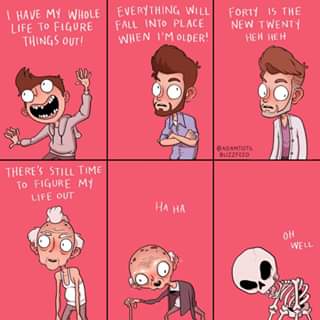 I HAVE MY WHOLE
LIFE TO FIGURE
THINGS OUT!
EVERYTHING WILL
FALL INTO PLACE
WHEN I'M OLDER!
FORTY IS THE
NEW TWENTY
HEH HEH
@ADAMTOTS
BUZZFEED
THERE'S STILL TIME
TO FIGURE MY
LIFE OUT
HA HA
OH
WELL